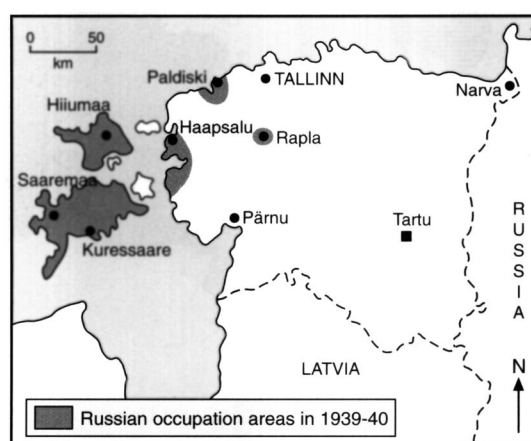 0 50
km
Paldiski
TALLINN
Narva
Hiiumaa
Haapsalu
Rapla
Saaremaa
Kuressaare
Pärnu
Tartu
RUSSIA
LATVIA
N
Russian occupation areas in 1939-40